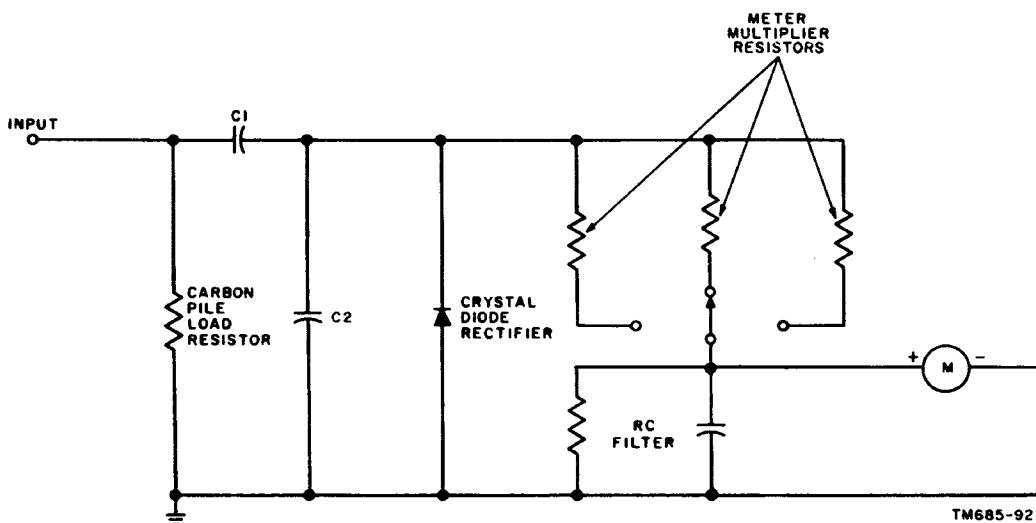 METER
MULTIPLIER
RESISTORS
INPUT
C1
CARBON
PILE
LOAD
RESISTOR
C2
CRYSTAL
DIODE
RECTIFIER
+
M
-
RC
FILTER
TM685-92